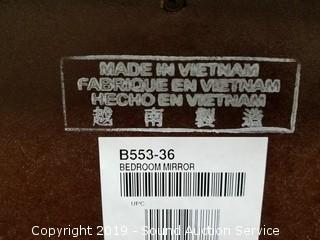 MADE IN VIETNAM
FABRIQUE EN VIETNAM
HECHO EN VIETNAM
越南製造
B553-36
BEDROOM MIRROR
UPC
Copyright 2019 - Sound Auction Service